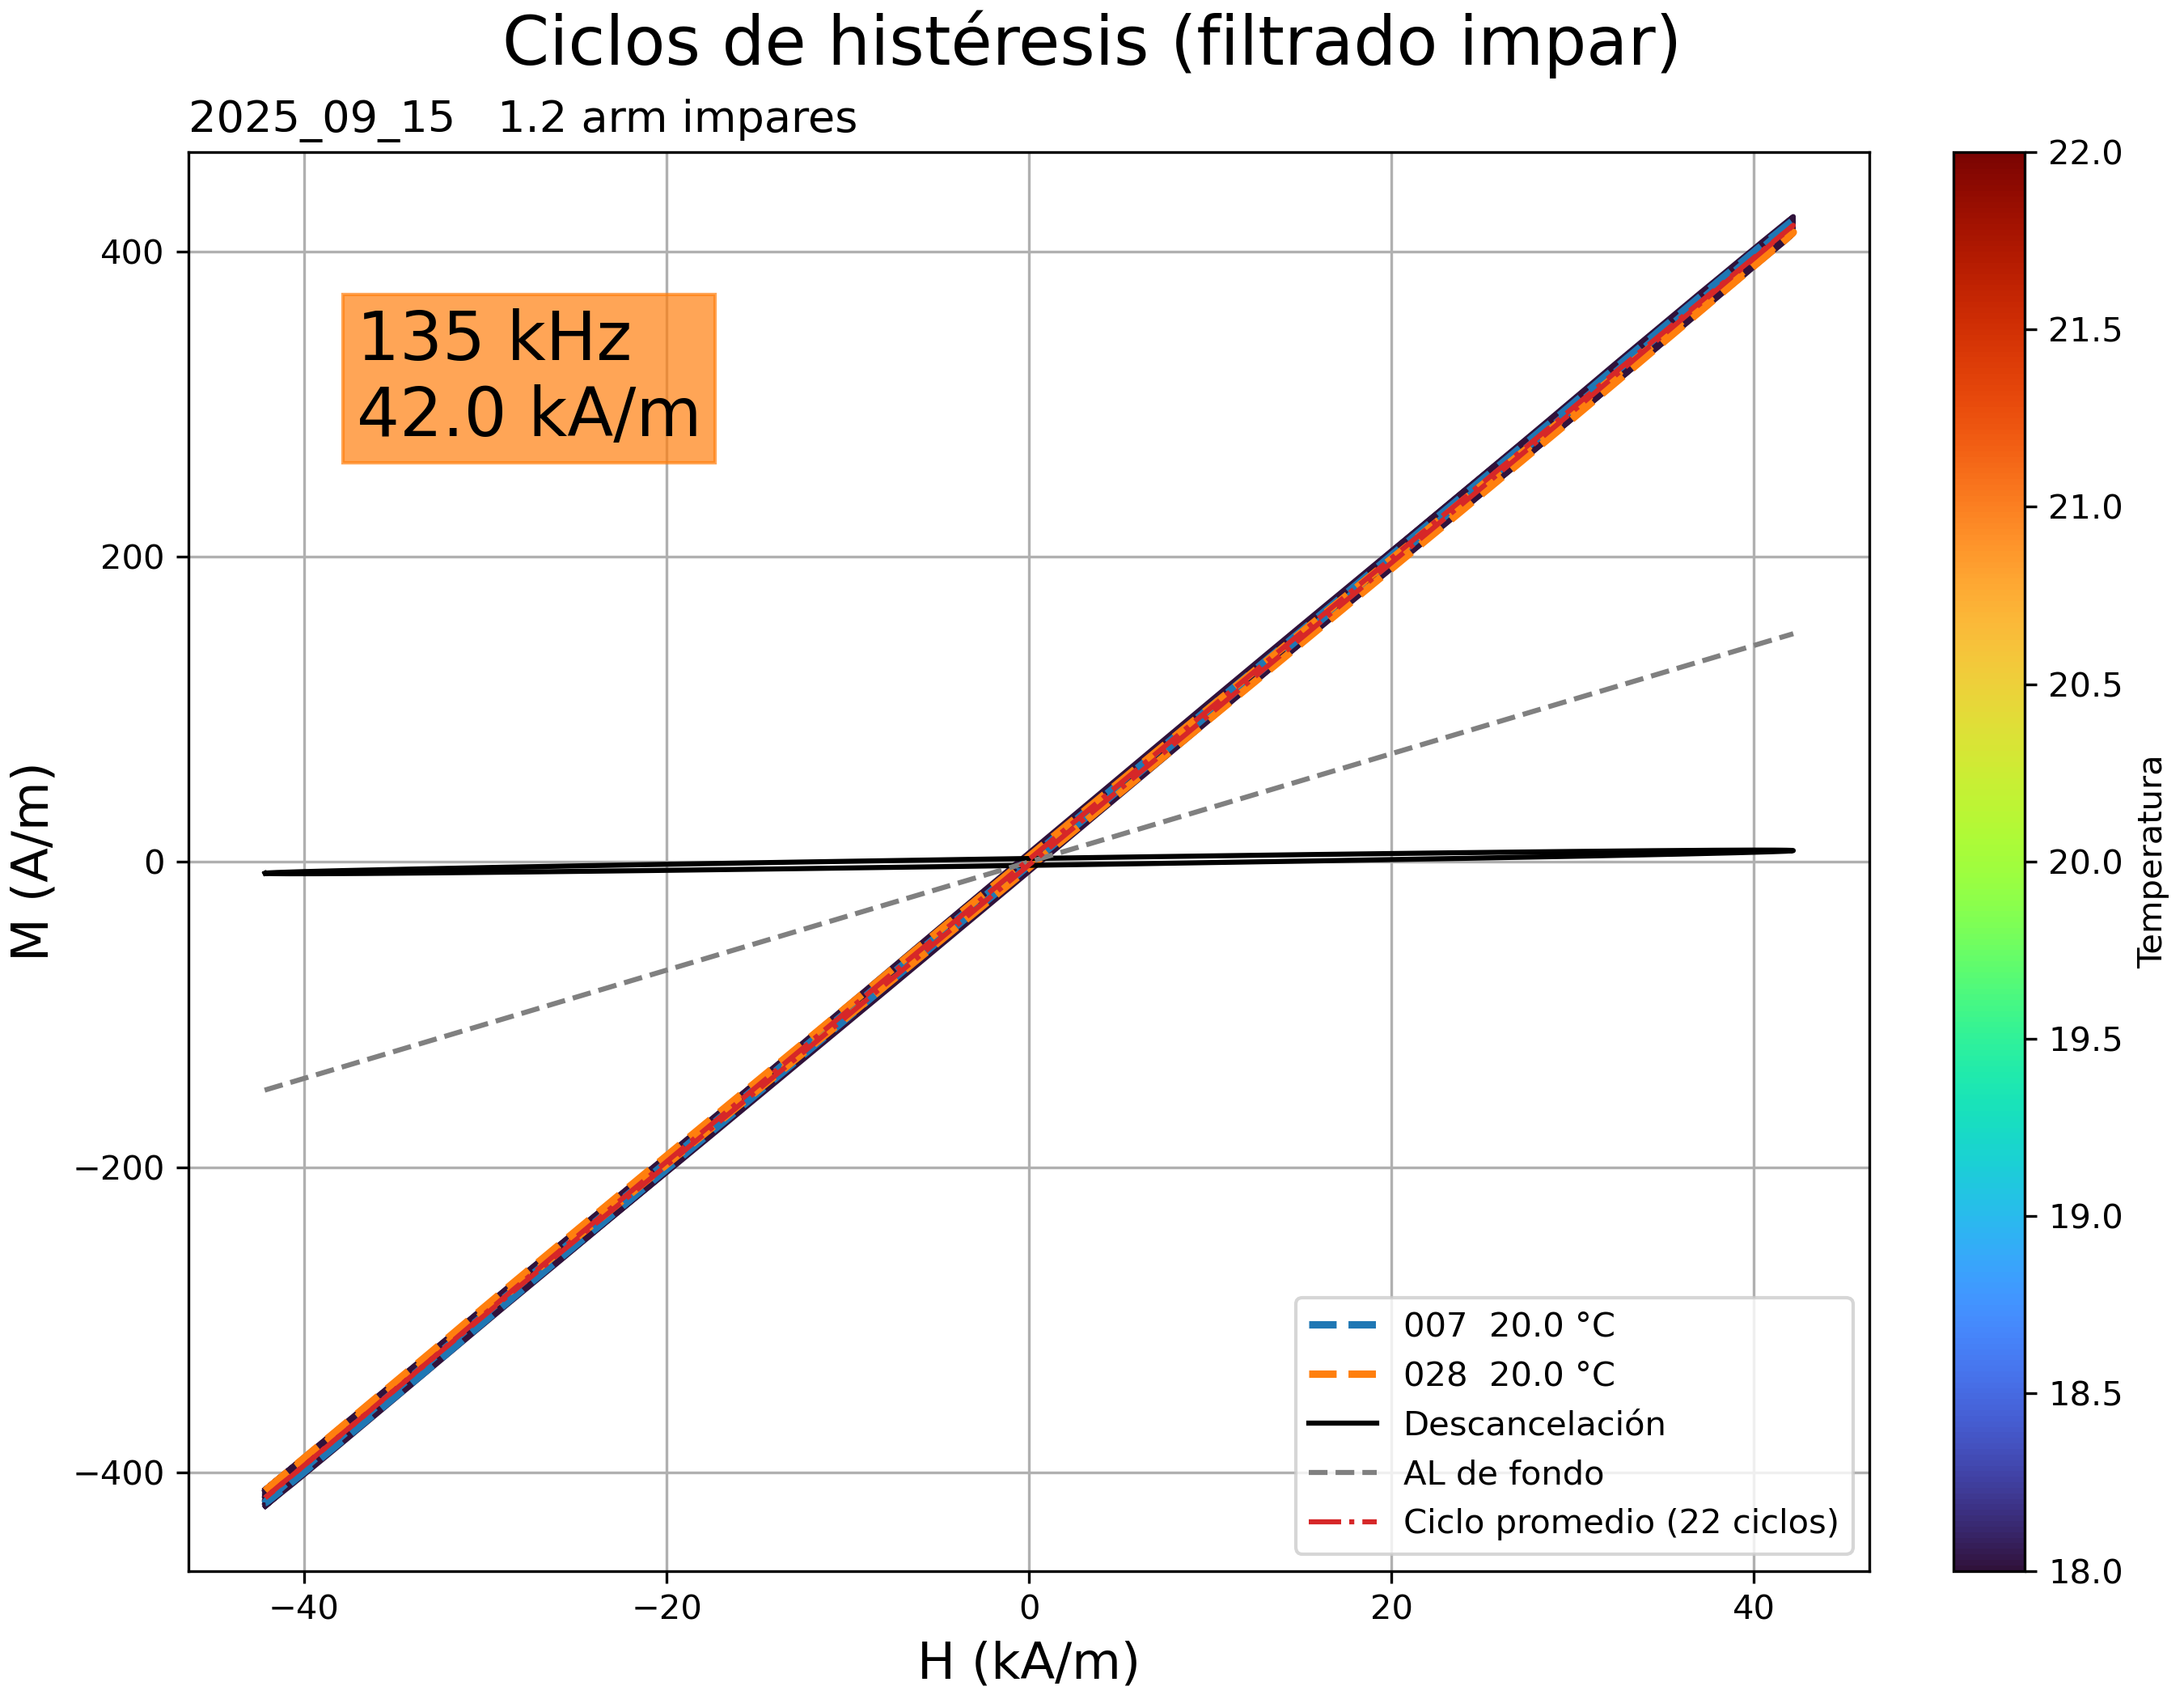 Ciclos de histéresis (filtrado impar)
2025_09_15   1.2 arm impares
135 kHz
42.0 kA/m
M (A/m)
400
200
0
−200
−400
−40
−20
0
20
40
H (kA/m)
007  20.0 °C
028  20.0 °C
Descancelación
AL de fondo
Ciclo promedio (22 ciclos)
22.0
21.5
21.0
20.5
20.0
19.5
19.0
18.5
18.0
Temperatura